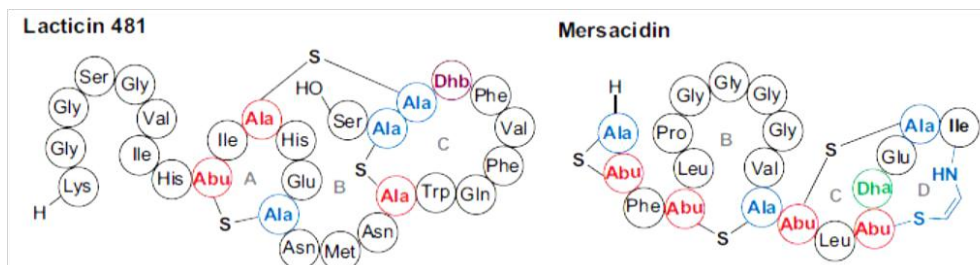 Lacticin 481
H
Lys
Gly
Gly
Ser
Gly
Val
Ile
His
Abu
Ile
Ala
His
Glu
Ala
Asn
Met
Asn
Ala
Trp
Gln
Phe
Val
Phe
Dhb
Ala
Ala
Ser
HO
S
S
S
A
B
C
Mersacidin
H
Ala
S
Abu
Phe
Abu
Leu
Pro
Gly
Gly
Gly
Gly
Val
Ala
S
Abu
Leu
Abu
Dha
Glu
Ala
Ile
HN
S
S
B
C
D